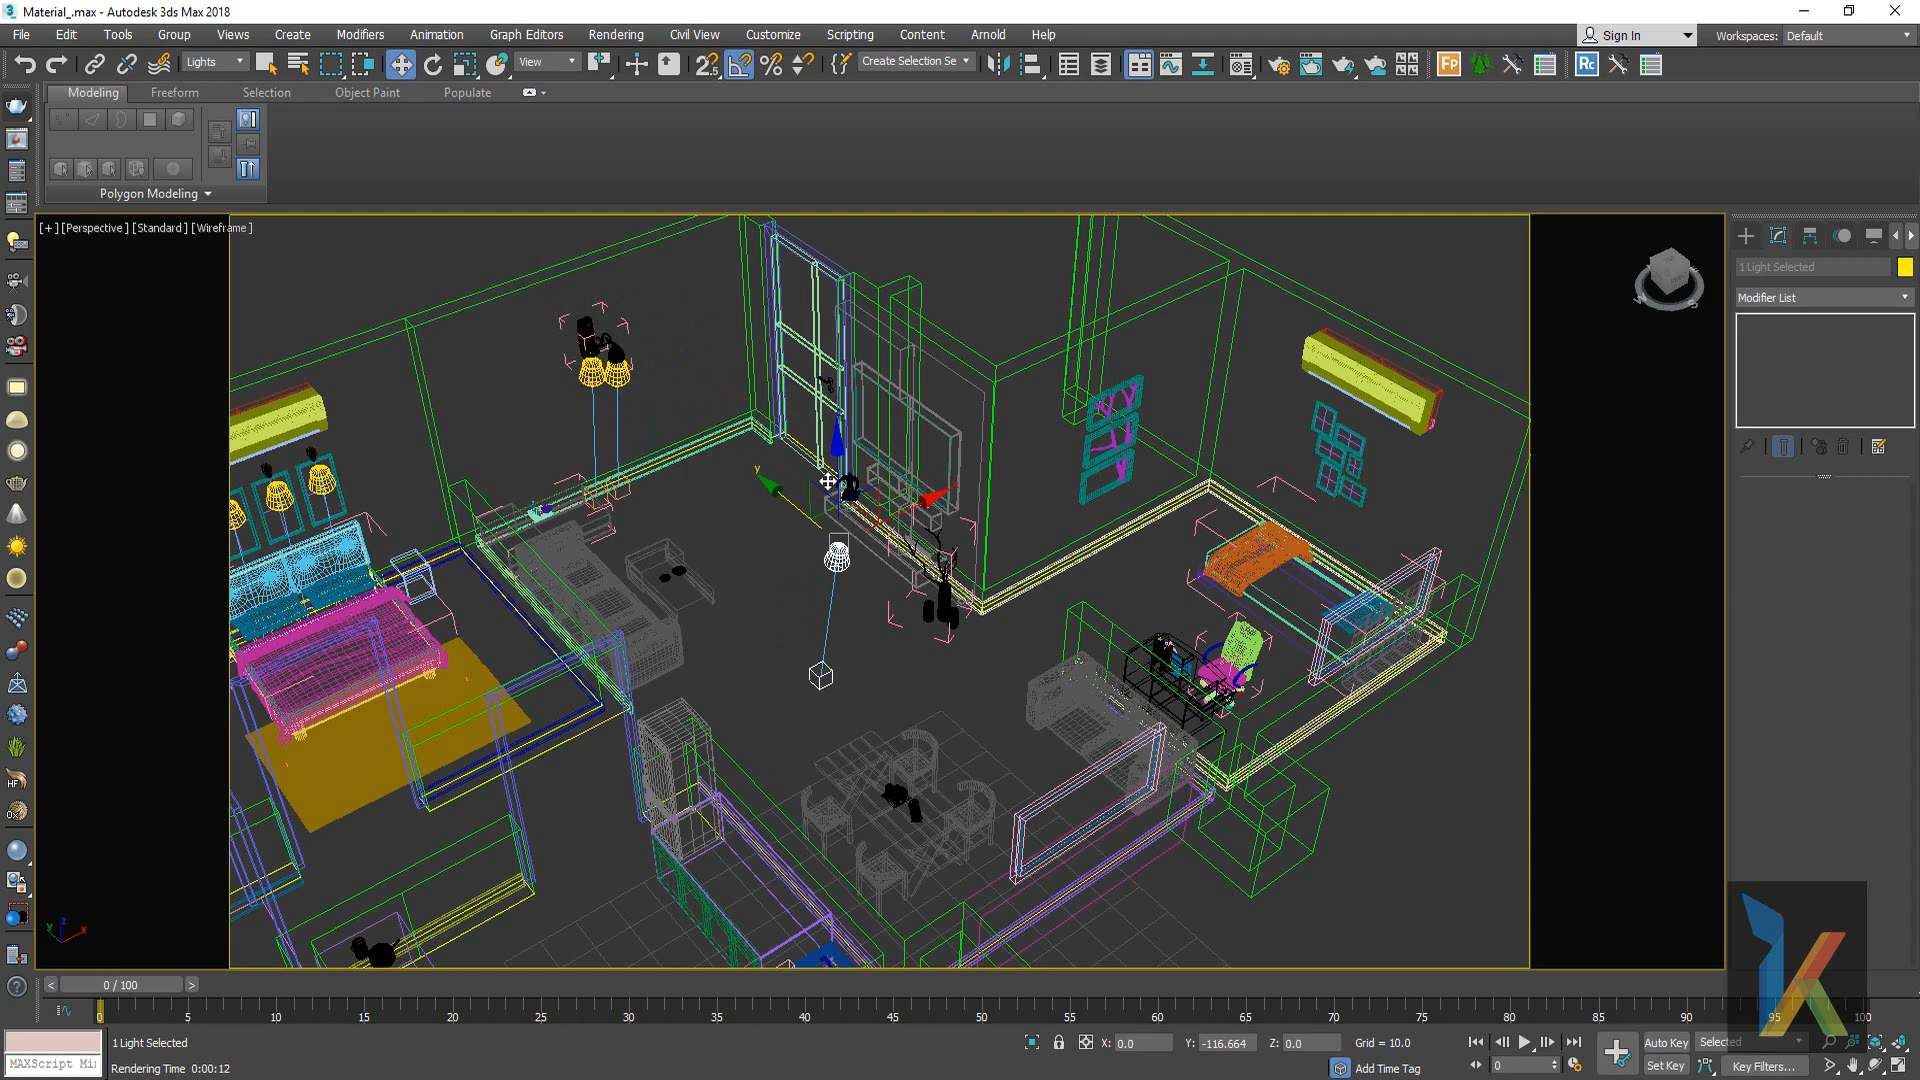 Material_.max - Autodesk 3ds Max 2018
File Edit Tools Group Views Create Modifiers Animation Graph Editors Rendering Civil View Customize Scripting Content Arnold Help Sign In Workspaces: Default
Lights View Create Selection Se Fp Rc
Modeling Freeform Selection Object Paint Populate
Polygon Modeling
[+] [Perspective ] [Standard ] [Wireframe ]
1 Light Selected
Modifier List
y
y z x
0 / 100
0 5 10 15 20 25 30 35 40 45 50 55 60 65 70 75 80 85 90 95 100
1 Light Selected X: 0.0 Y: -116.664 Z: 0.0 Grid = 10.0 Auto Key Selected
MAXScript Mi Rendering Time 0:00:12 Add Time Tag 0 Set Key Key Filters...